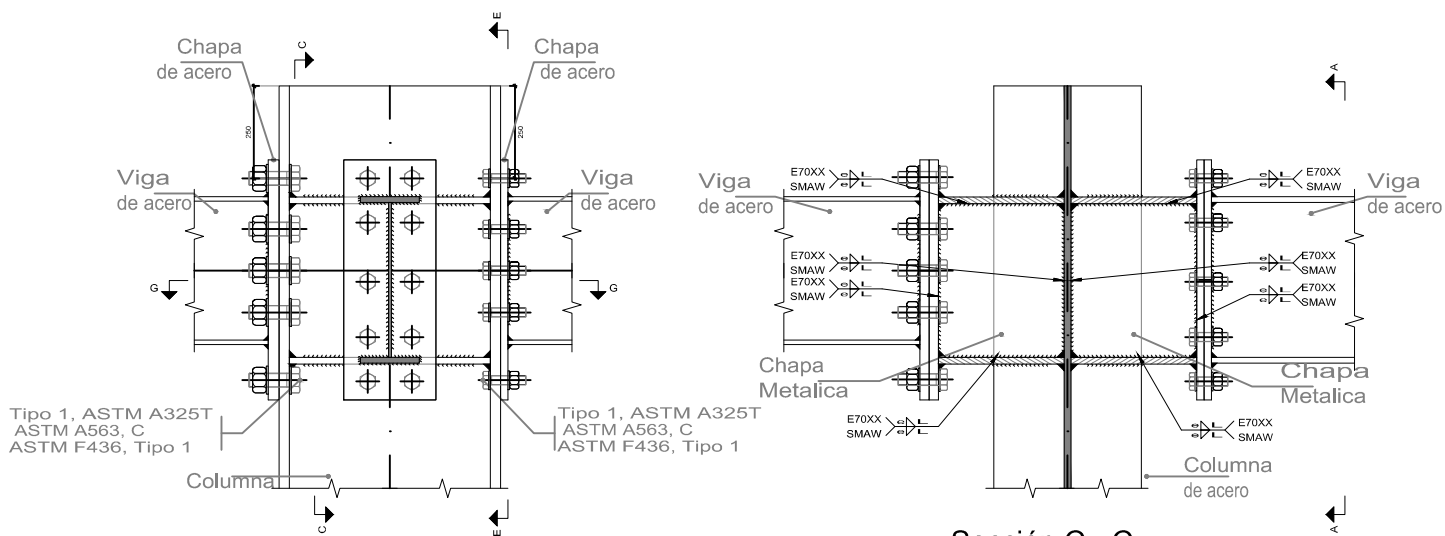 E
C
Chapa
de acero
Chapa
de acero
250
250
Viga
de acero
Viga
de acero
G
G
Tipo 1, ASTM A325T
ASTM A563, C
ASTM F436, Tipo 1
Tipo 1, ASTM A325T
ASTM A563, C
ASTM F436, Tipo 1
Columna
C
E
A
E70XX
SMAW
E70XX
SMAW
Viga
de acero
Viga
de acero
E70XX
SMAW
E70XX
SMAW
E70XX
SMAW
E70XX
SMAW
Chapa
Metalica
Chapa
Metalica
E70XX
SMAW
E70XX
SMAW
Columna
de acero
A